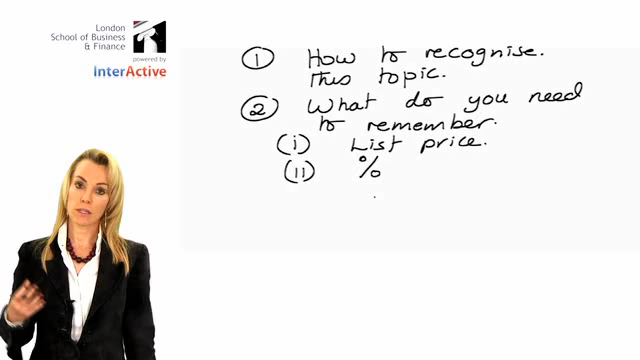 London
School of Business
& Finance
powered by
InterActive
1 How to recognise.
this topic.
2 What do you need
to remember.
(i) List price.
(ii) %